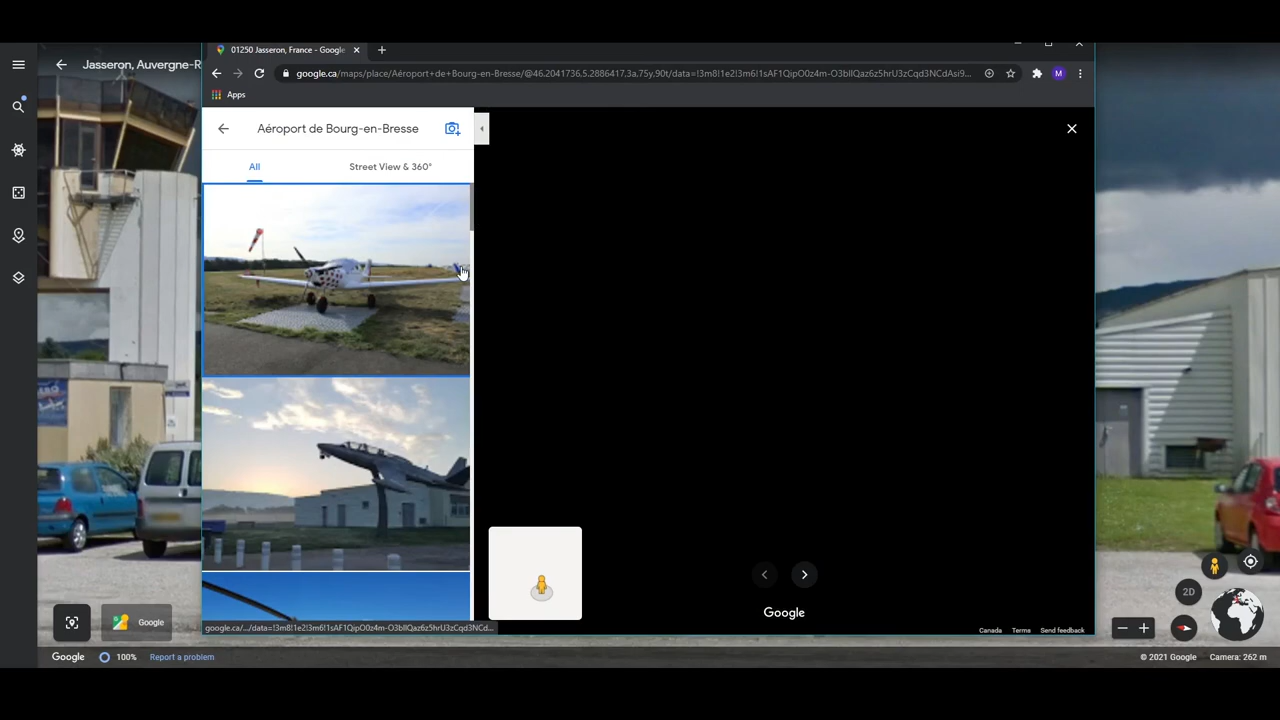 Jasseron, Auvergne-R
01250 Jasseron, France - Google
google.ca/maps/place/Aéroport+de+Bourg-en-Bresse/@46.2041736,5.2886417,3a,75y,90t/data=!3m8!1e2!3m6!1sAF1QipO0z4m-O3bIlQaz6z5hrU3zCqd3NCdAsi9...
M
Apps
Aéroport de Bourg-en-Bresse
All
Street View & 360°
Google
google.ca/.../data=!3m8!1e2!3m6!1sAF1QipO0z4m-O3bIlQaz6z5hrU3zCqd3NCd...
Canada
Terms
Send feedback
Google
2D
Google
100%
Report a problem
© 2021 Google
Camera: 262 m